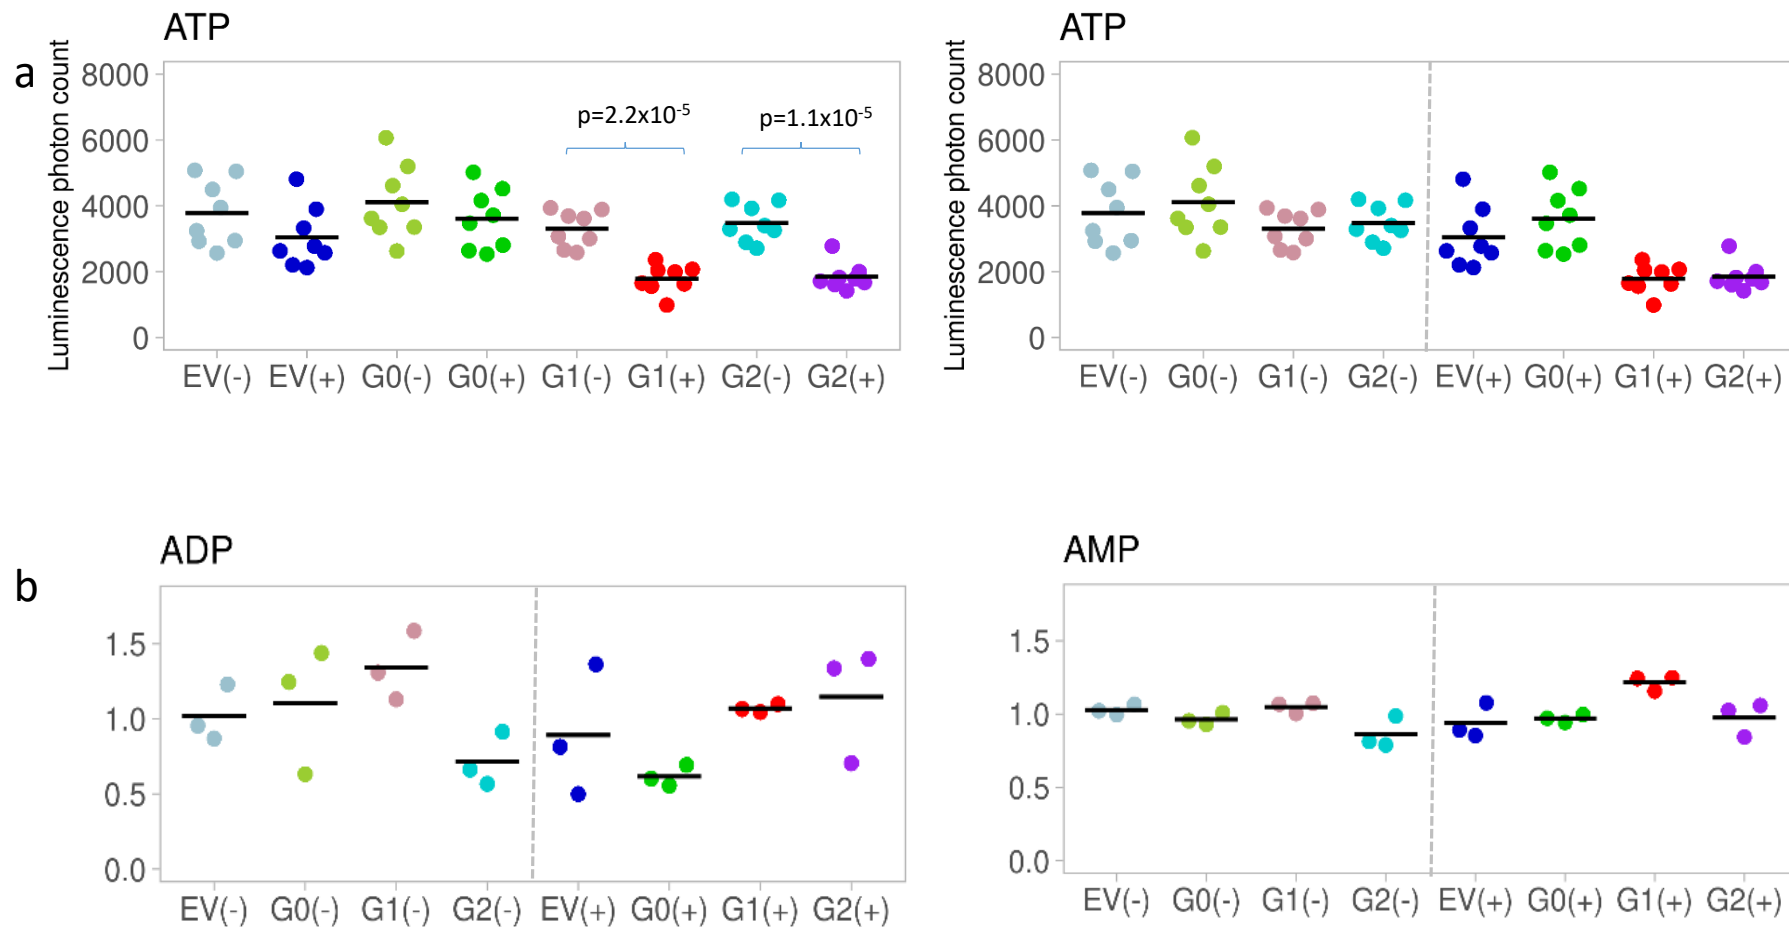 a
ATP
Luminescence photon count
8000
6000
4000
2000
0
p=2.2x10-5
p=1.1x10-5
EV(-) EV(+) G0(-) G0(+) G1(-) G1(+) G2(-) G2(+)
ATP
Luminescence photon count
8000
6000
4000
2000
0
EV(-) G0(-) G1(-) G2(-) EV(+) G0(+) G1(+) G2(+)
b
ADP
1.5
1.0
0.5
0.0
EV(-) G0(-) G1(-) G2(-) EV(+) G0(+) G1(+) G2(+)
AMP
1.5
1.0
0.5
0.0
EV(-) G0(-) G1(-) G2(-) EV(+) G0(+) G1(+) G2(+)